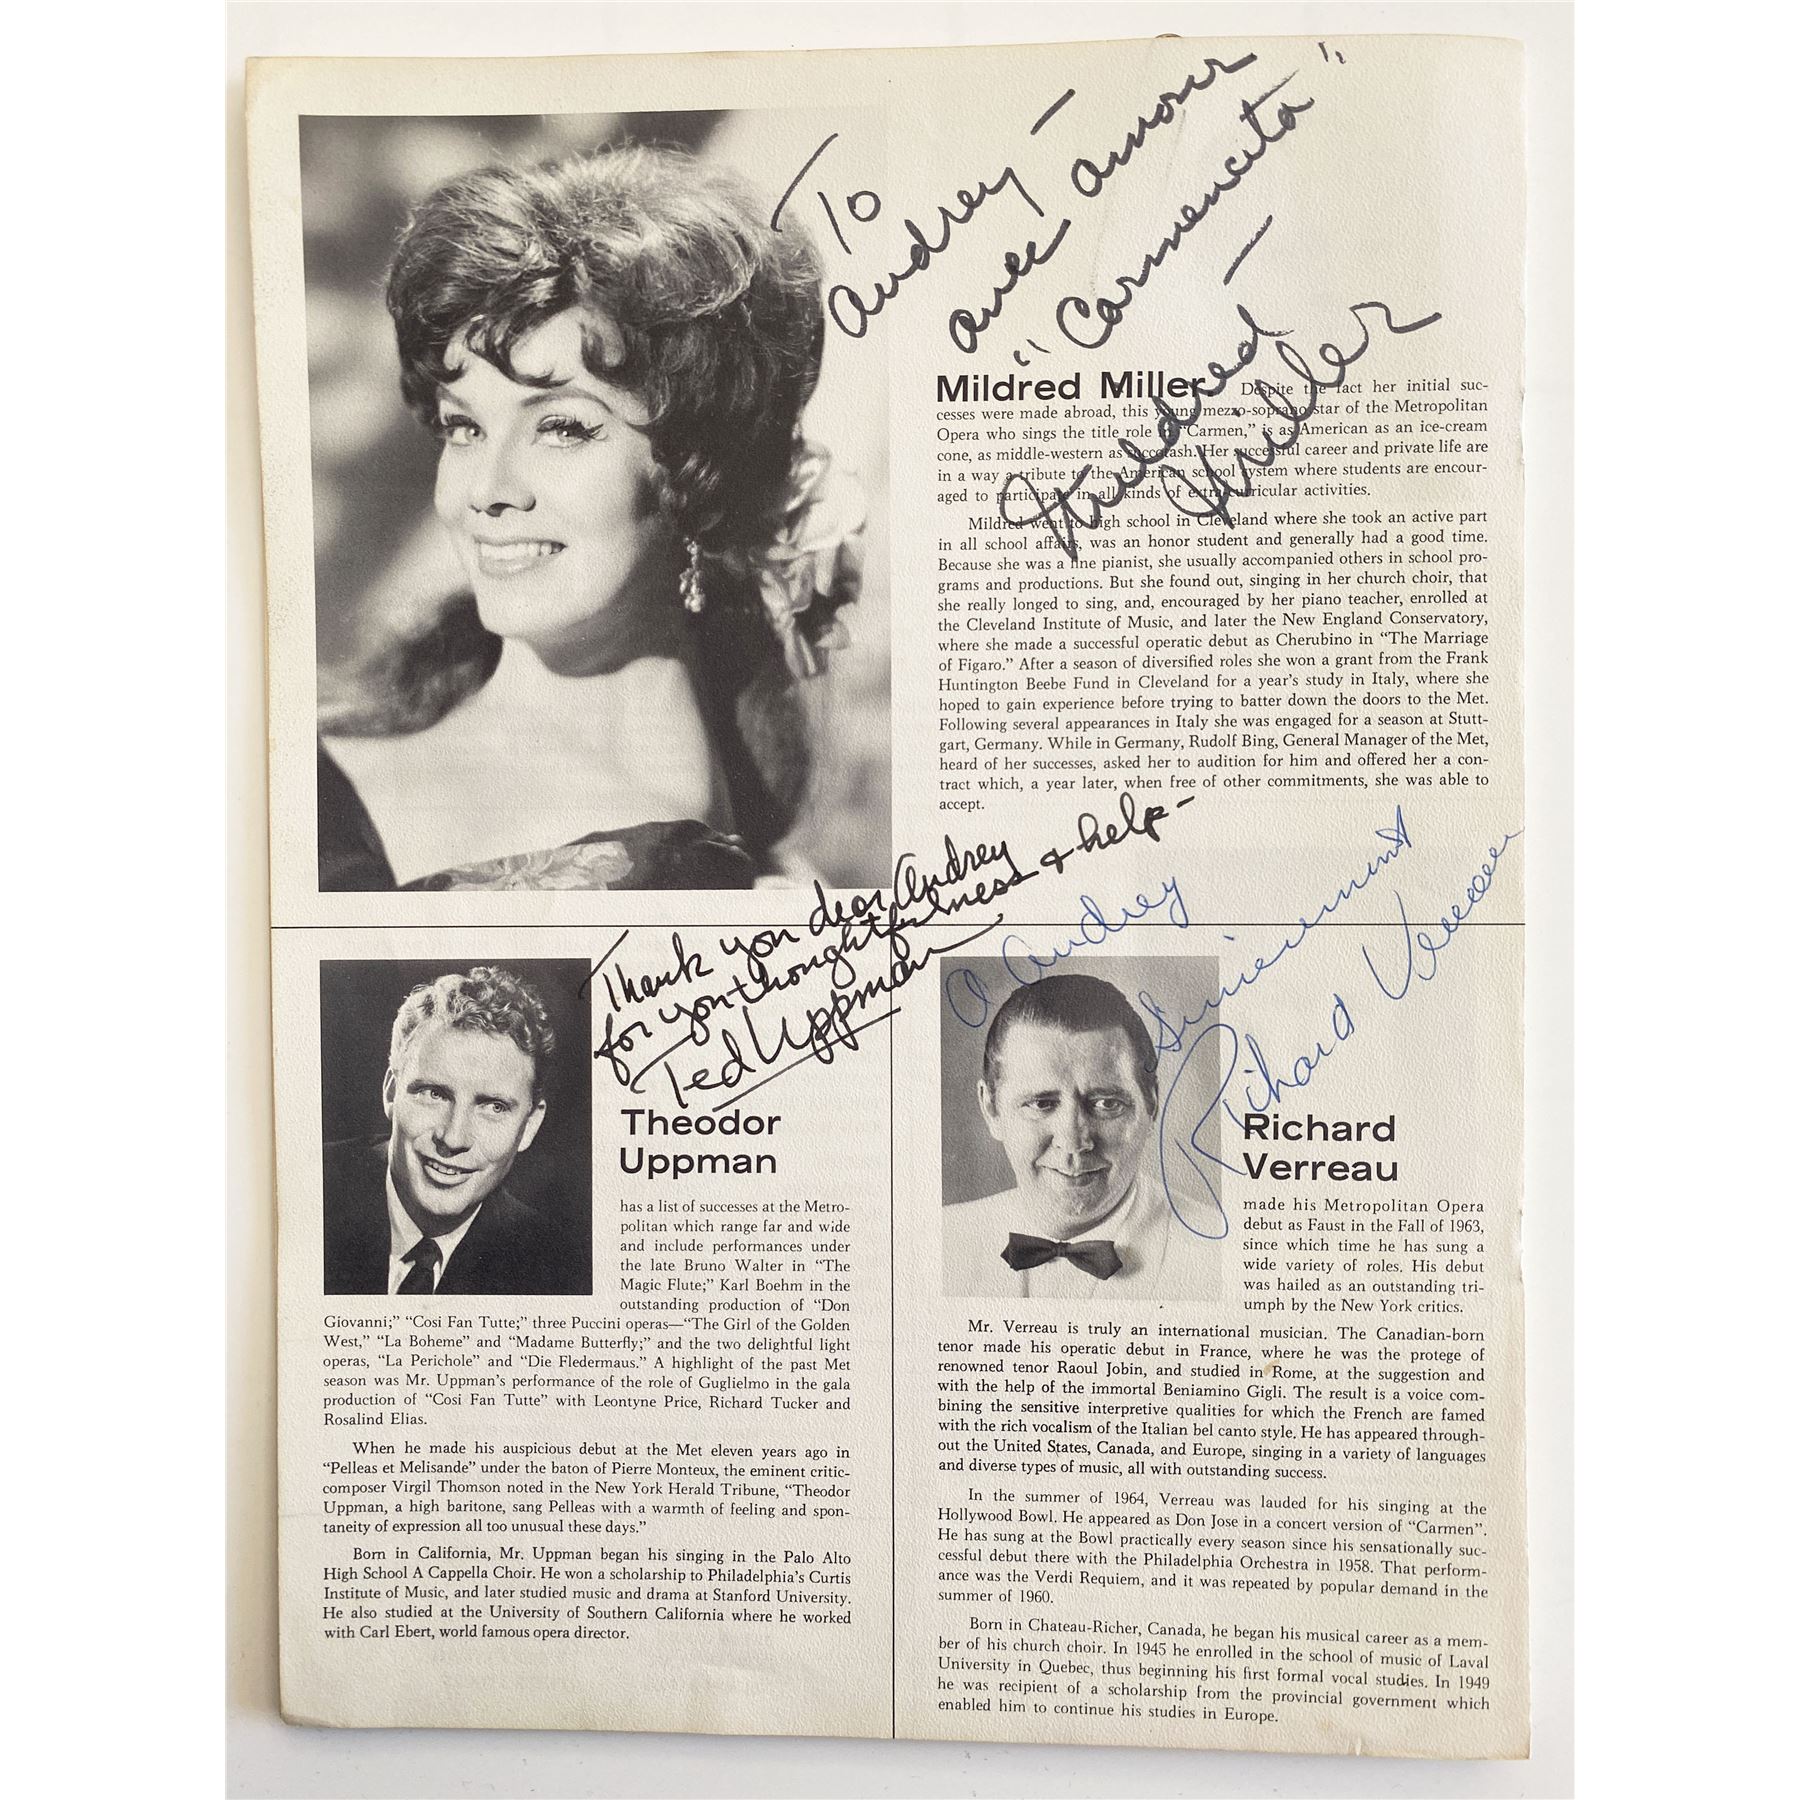 To
Audrey —
avec amour
"Carmencita"
—
Mildred
Miller
Mildred Miller Despite the fact her initial suc-
cesses were made abroad, this young mezzo-soprano star of the Metropolitan
Opera who sings the title role in "Carmen," is as American as an ice-cream
cone, as middle-western as succotash. Her successful career and private life are
in a way a tribute to the American school system where students are encour-
aged to participate in all kinds of extra-curricular activities.
Mildred went to high school in Cleveland where she took an active part
in all school affairs, was an honor student and generally had a good time.
Because she was a fine pianist, she usually accompanied others in school pro-
grams and productions. But she found out, singing in her church choir, that
she really longed to sing, and, encouraged by her piano teacher, enrolled at
the Cleveland Institute of Music, and later the New England Conservatory,
where she made a successful operatic debut as Cherubino in "The Marriage
of Figaro." After a season of diversified roles she won a grant from the Frank
Huntington Beebe Fund in Cleveland for a year's study in Italy, where she
hoped to gain experience before trying to batter down the doors to the Met.
Following several appearances in Italy she was engaged for a season at Stutt-
gart, Germany. While in Germany, Rudolf Bing, General Manager of the Met,
heard of her successes, asked her to audition for him and offered her a con-
tract which, a year later, when free of other commitments, she was able to
accept.
Thank you dear Audrey
for your thoughtfulness & help —
Ted Uppman
Theodor
Uppman
has a list of successes at the Metro-
politan which range far and wide
and include performances under
the late Bruno Walter in "The
Magic Flute;" Karl Boehm in the
outstanding production of "Don
Giovanni;" "Cosi Fan Tutte;" three Puccini operas—"The Girl of the Golden
West," "La Boheme" and "Madame Butterfly;" and the two delightful light
operas, "La Perichole" and "Die Fledermaus." A highlight of the past Met
season was Mr. Uppman's performance of the role of Guglielmo in the gala
production of "Cosi Fan Tutte" with Leontyne Price, Richard Tucker and
Rosalind Elias.
When he made his auspicious debut at the Met eleven years ago in
"Pelleas et Melisande" under the baton of Pierre Monteux, the eminent critic-
composer Virgil Thomson noted in the New York Herald Tribune, "Theodor
Uppman, a high baritone, sang Pelleas with a warmth of feeling and spon-
taneity of expression all too unusual these days."
Born in California, Mr. Uppman began his singing in the Palo Alto
High School A Cappella Choir. He won a scholarship to Philadelphia's Curtis
Institute of Music, and later studied music and drama at Stanford University.
He also studied at the University of Southern California where he worked
with Carl Ebert, world famous opera director.
A Audrey
Richard Verreau
Richard
Verreau
made his Metropolitan Opera
debut as Faust in the Fall of 1963,
since which time he has sung a
wide variety of roles. His debut
was hailed as an outstanding tri-
umph by the New York critics.
Mr. Verreau is truly an international musician. The Canadian-born
tenor made his operatic debut in France, where he was the protege of
renowned tenor Raoul Jobin, and studied in Rome, at the suggestion and
with the help of the immortal Beniamino Gigli. The result is a voice com-
bining the sensitive interpretive qualities for which the French are famed
with the rich vocalism of the Italian bel canto style. He has appeared through-
out the United States, Canada, and Europe, singing in a variety of languages
and diverse types of music, all with outstanding success.
In the summer of 1964, Verreau was lauded for his singing at the
Hollywood Bowl. He appeared as Don Jose in a concert version of "Carmen".
He has sung at the Bowl practically every season since his sensationally suc-
cessful debut there with the Philadelphia Orchestra in 1958. That perform-
ance was the Verdi Requiem, and it was repeated by popular demand in the
summer of 1960.
Born in Chateau-Richer, Canada, he began his musical career as a mem-
ber of his church choir. In 1945 he enrolled in the school of music of Laval
University in Quebec, thus beginning his first formal vocal studies. In 1949
he was recipient of a scholarship from the provincial government which
enabled him to continue his studies in Europe.